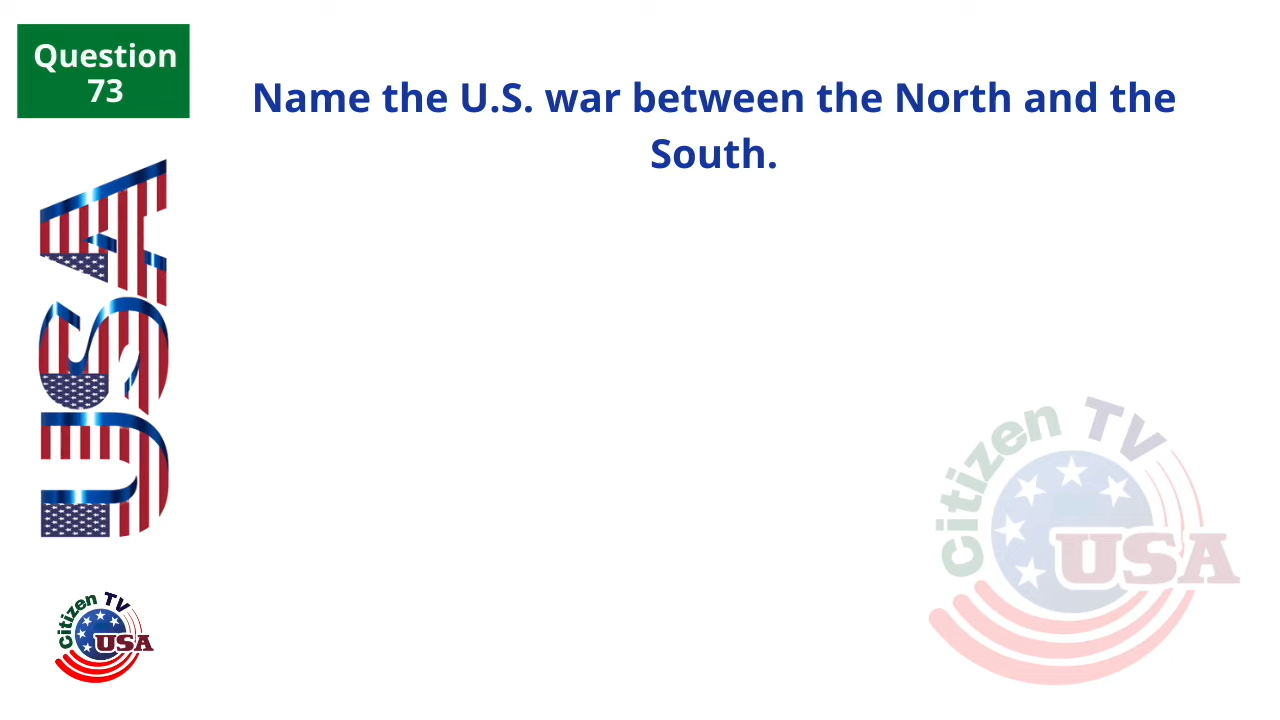 Question
73
Name the U.S. war between the North and the
South.
USA
Citizen TV
USA
Citizen TV
USA